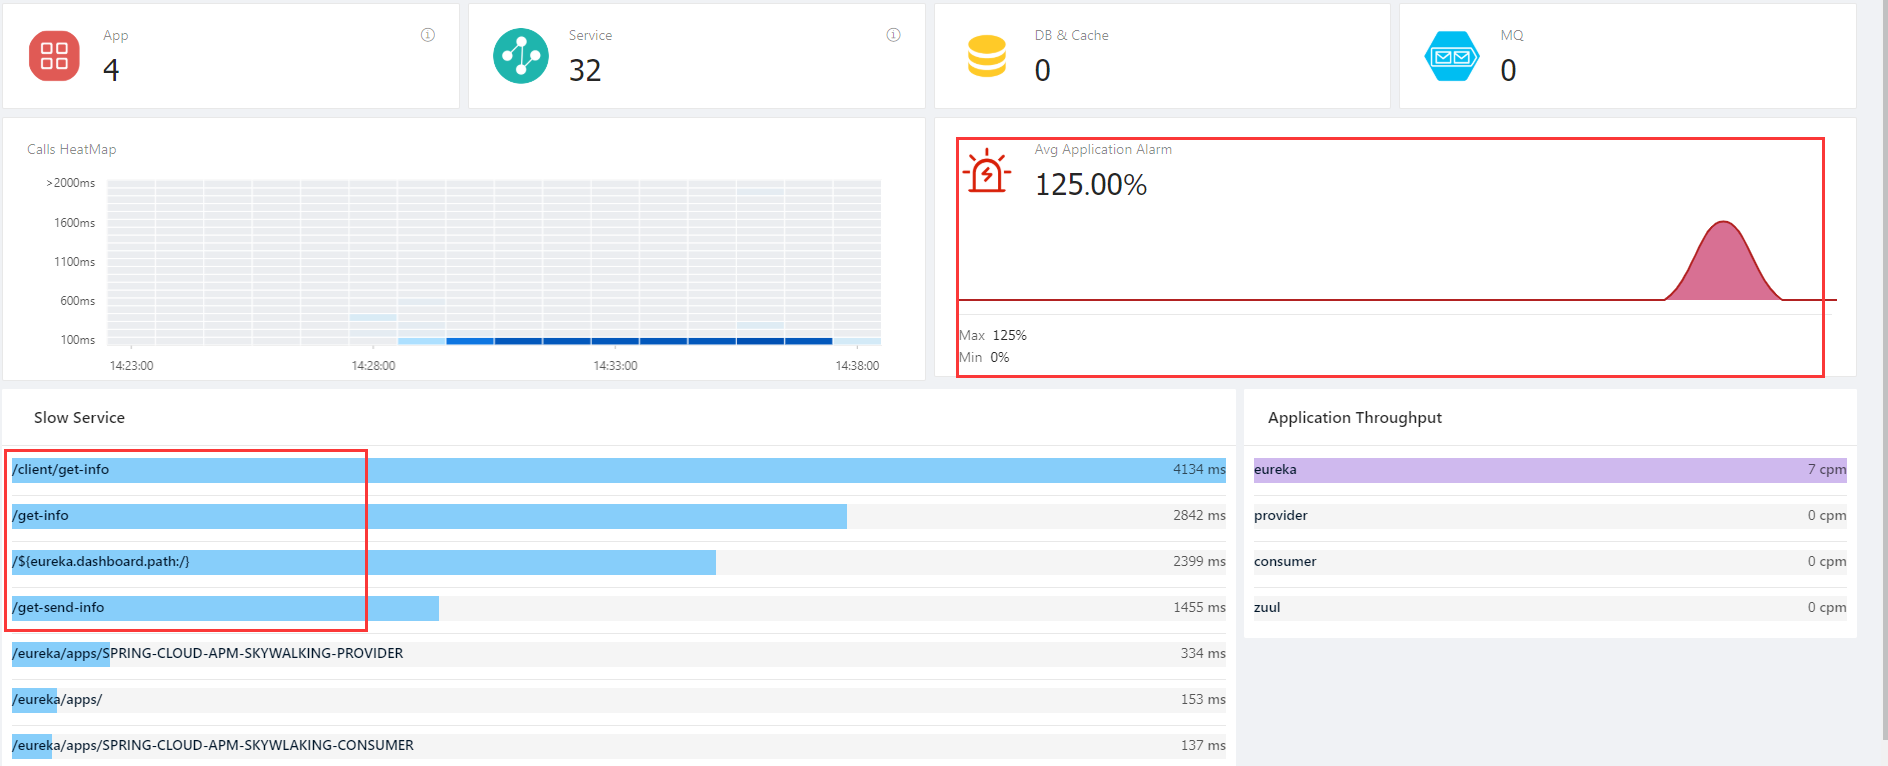 App
4
Service
32
DB & Cache
0
MQ
0
Calls HeatMap
>2000ms
1600ms
1100ms
600ms
100ms
14:23:00
14:28:00
14:33:00
14:38:00
Avg Application Alarm
125.00%
Max 125%
Min 0%
Slow Service
/client/get-info 4134 ms
/get-info 2842 ms
/${eureka.dashboard.path:/} 2399 ms
/get-send-info 1455 ms
/eureka/apps/SPRING-CLOUD-APM-SKYWALKING-PROVIDER 334 ms
/eureka/apps/ 153 ms
/eureka/apps/SPRING-CLOUD-APM-SKYWLAKING-CONSUMER 137 ms
Application Throughput
eureka 7 cpm
provider 0 cpm
consumer 0 cpm
zuul 0 cpm